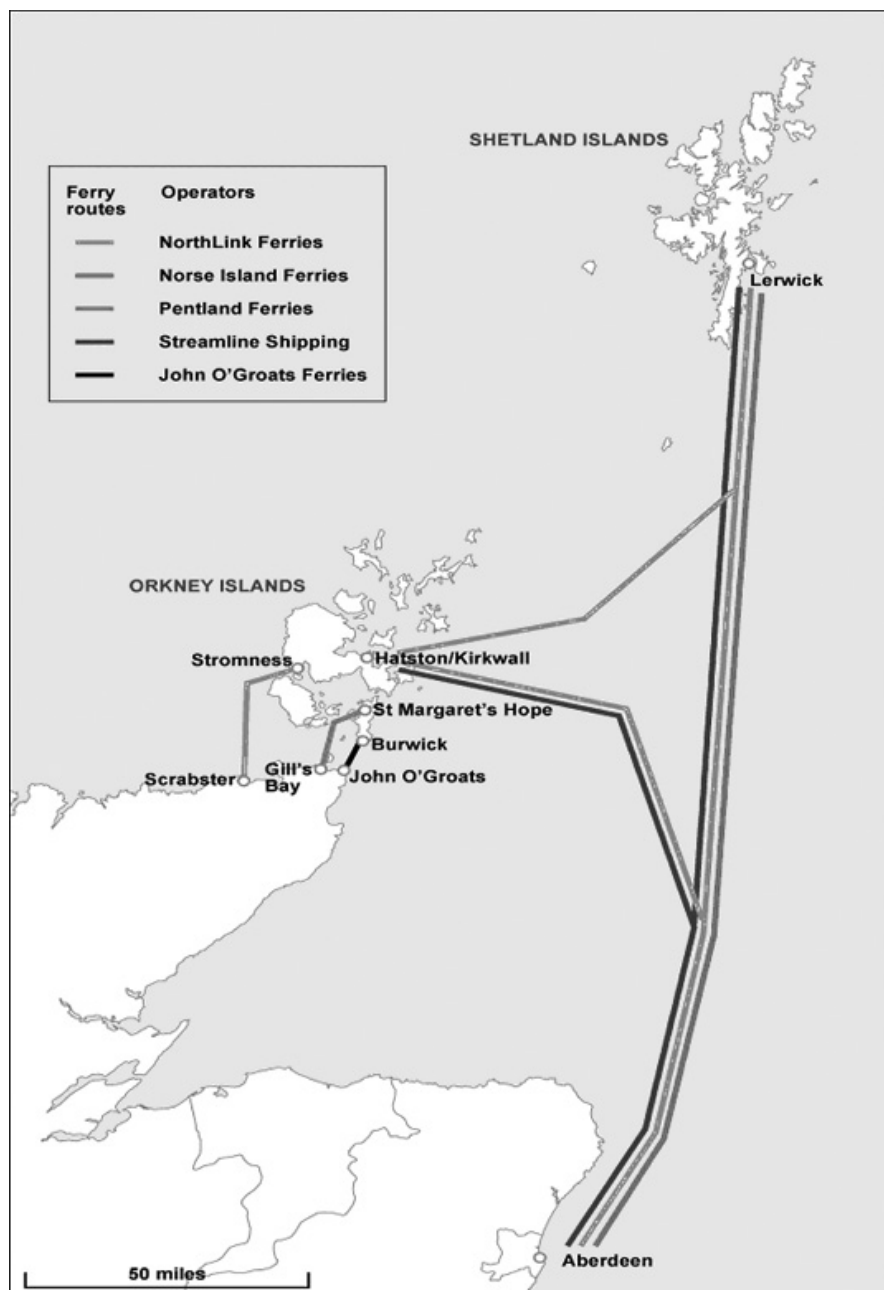 SHETLAND ISLANDS
Ferry routes
Operators
NorthLink Ferries
Norse Island Ferries
Pentland Ferries
Streamline Shipping
John O'Groats Ferries
Lerwick
ORKNEY ISLANDS
Stromness
Hatston/Kirkwall
St Margaret's Hope
Burwick
Scrabster
Gill's
Bay
John O'Groats
Aberdeen
50 miles